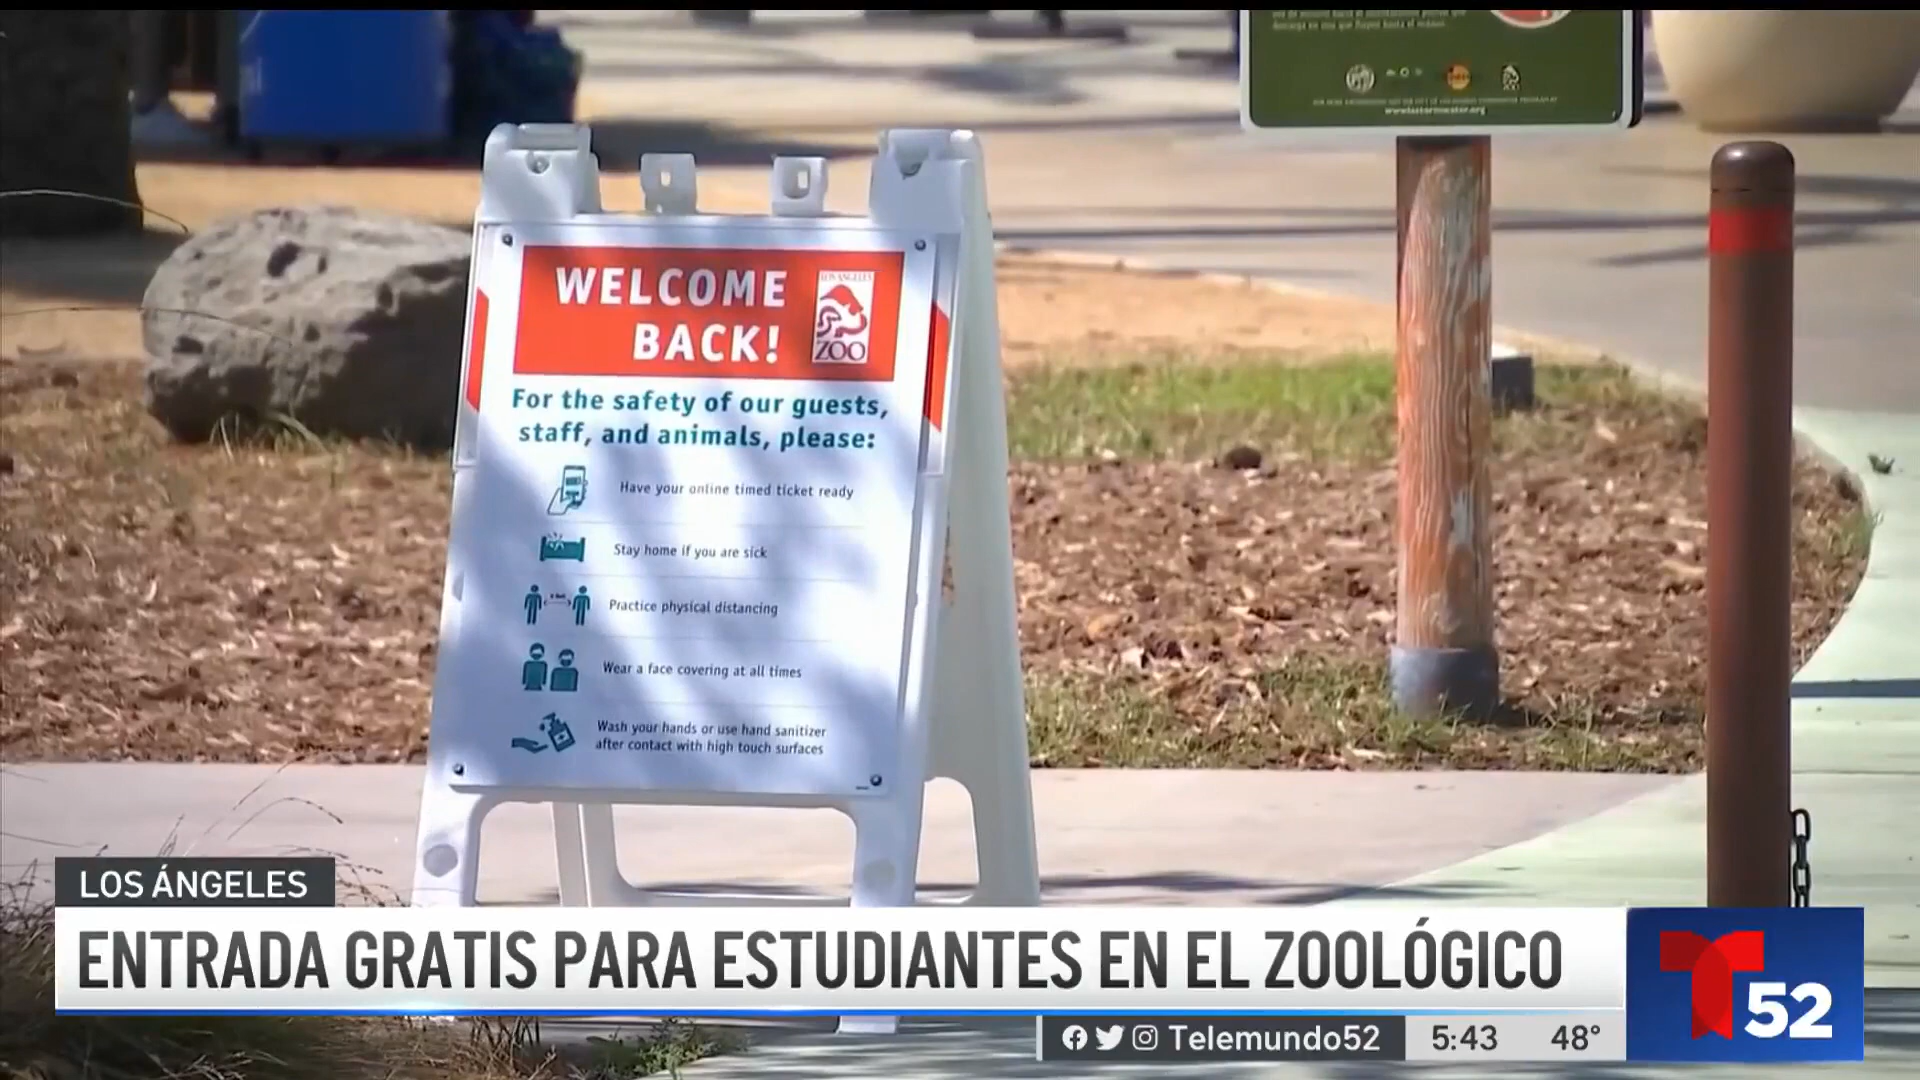 www.lastormwater.org
WELCOME
BACK!
LOS ANGELES
ZOO
For the safety of our guests,
staff, and animals, please:
Have your online timed ticket ready
Stay home if you are sick
Practice physical distancing
Wear a face covering at all times
Wash your hands or use hand sanitizer
after contact with high touch surfaces
LOS ÁNGELES
ENTRADA GRATIS PARA ESTUDIANTES EN EL ZOOLÓGICO
T 52
Telemundo52 5:43 48°